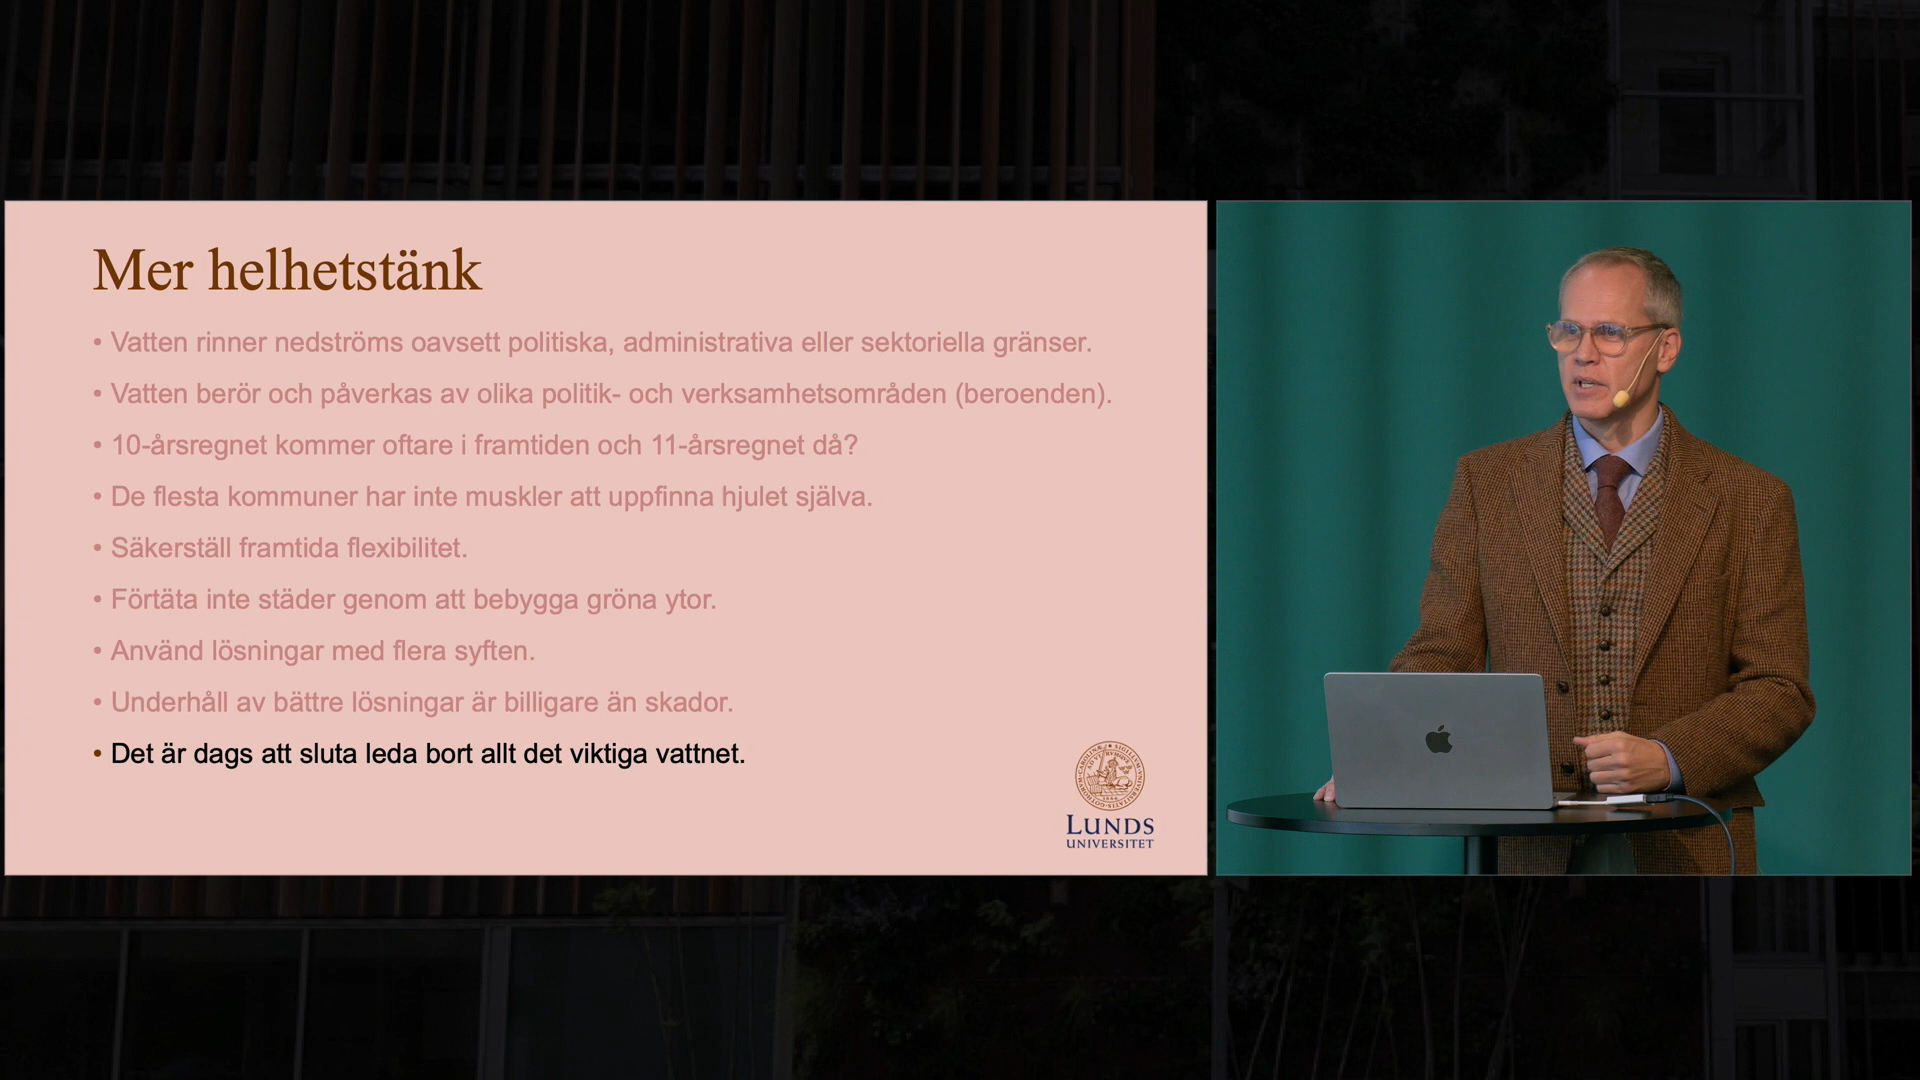 Mer helhetstänk
• Vatten rinner nedströms oavsett politiska, administrativa eller sektoriella gränser.
• Vatten berör och påverkas av olika politik- och verksamhetsområden (beroenden).
• 10-årsregnet kommer oftare i framtiden och 11-årsregnet då?
• De flesta kommuner har inte muskler att uppfinna hjulet själva.
• Säkerställ framtida flexibilitet.
• Förtäta inte städer genom att bebygga gröna ytor.
• Använd lösningar med flera syften.
• Underhåll av bättre lösningar är billigare än skador.
• Det är dags att sluta leda bort allt det viktiga vattnet.
LUNDS
UNIVERSITET